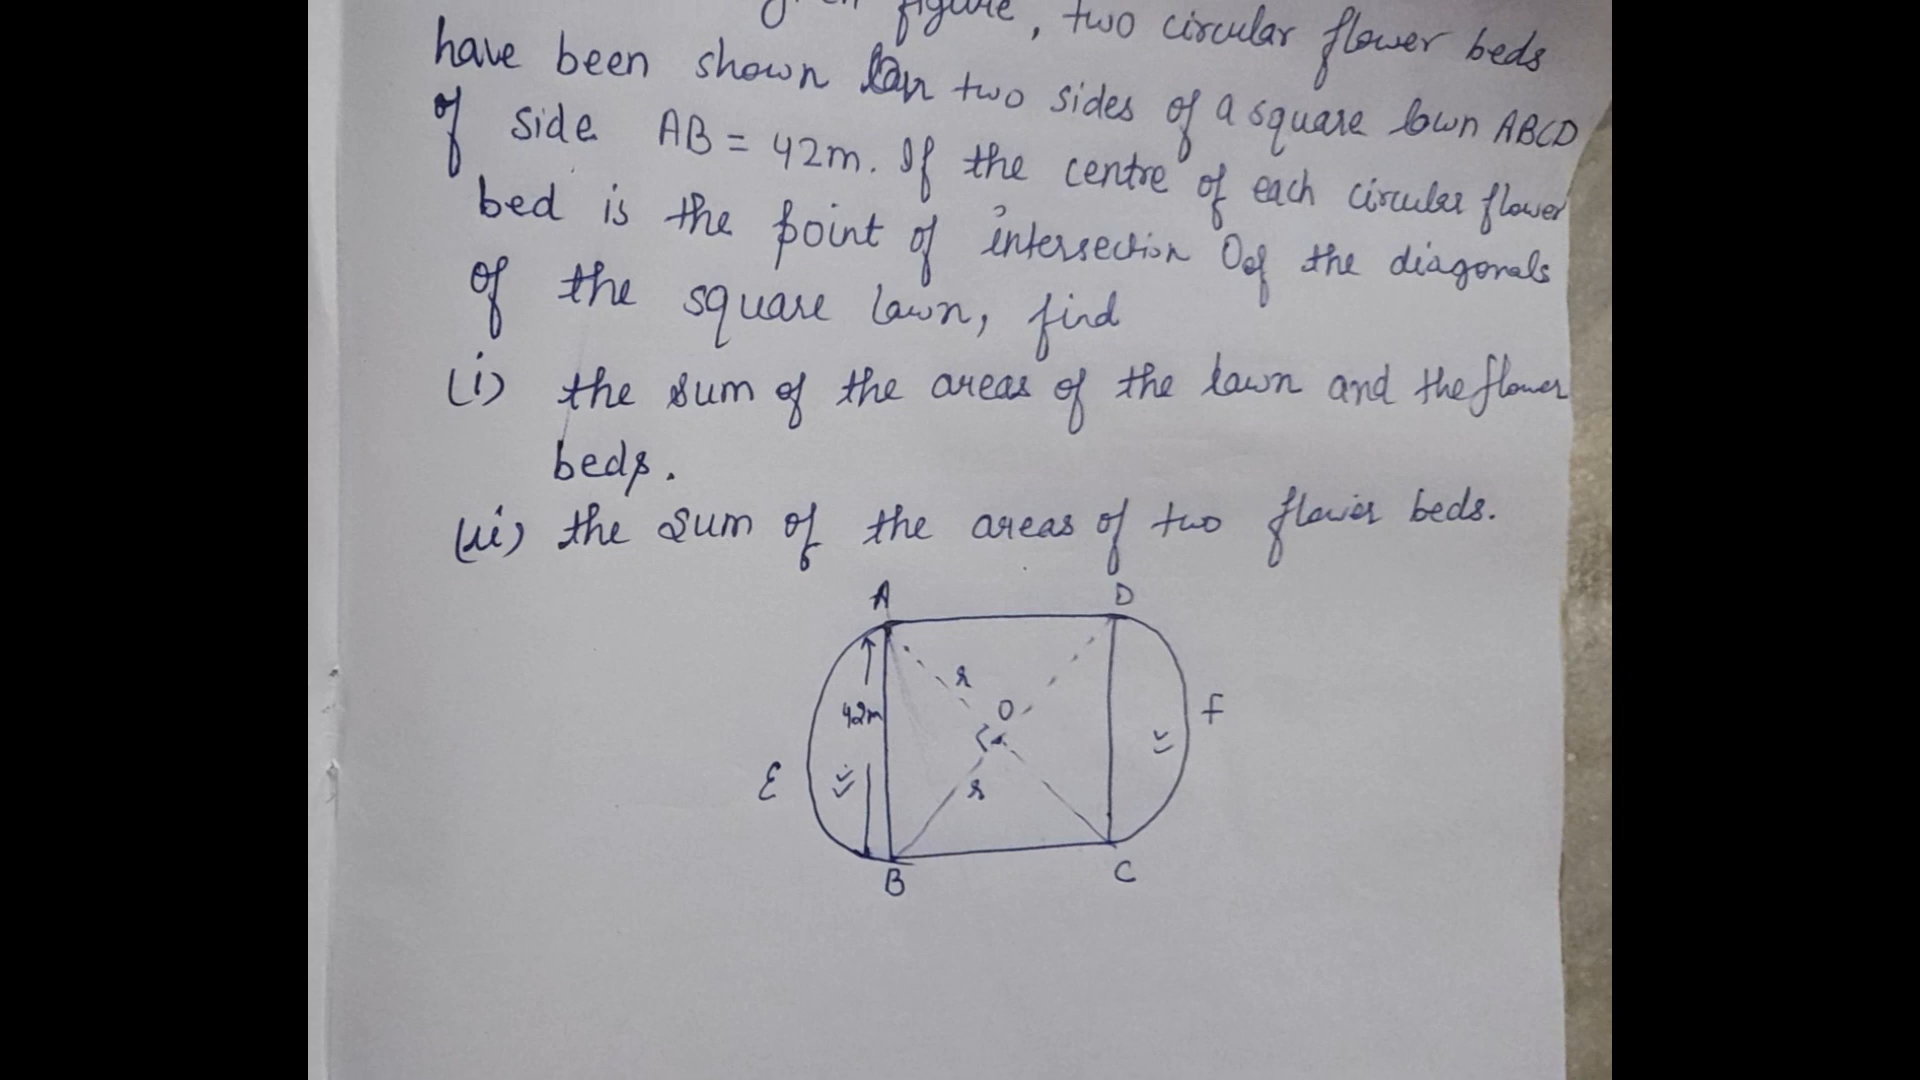 figure, two circular flower beds
have been shown on two sides of a square lawn ABCD
of side AB = 42m. If the centre of each circular flower
bed is the point of intersection O of the diagonals
of the square lawn, find
(i) the sum of the areas of the lawn and the flower
beds.
(ii) the sum of the areas of two flower beds.
A D
r
42m O F
E r
B C